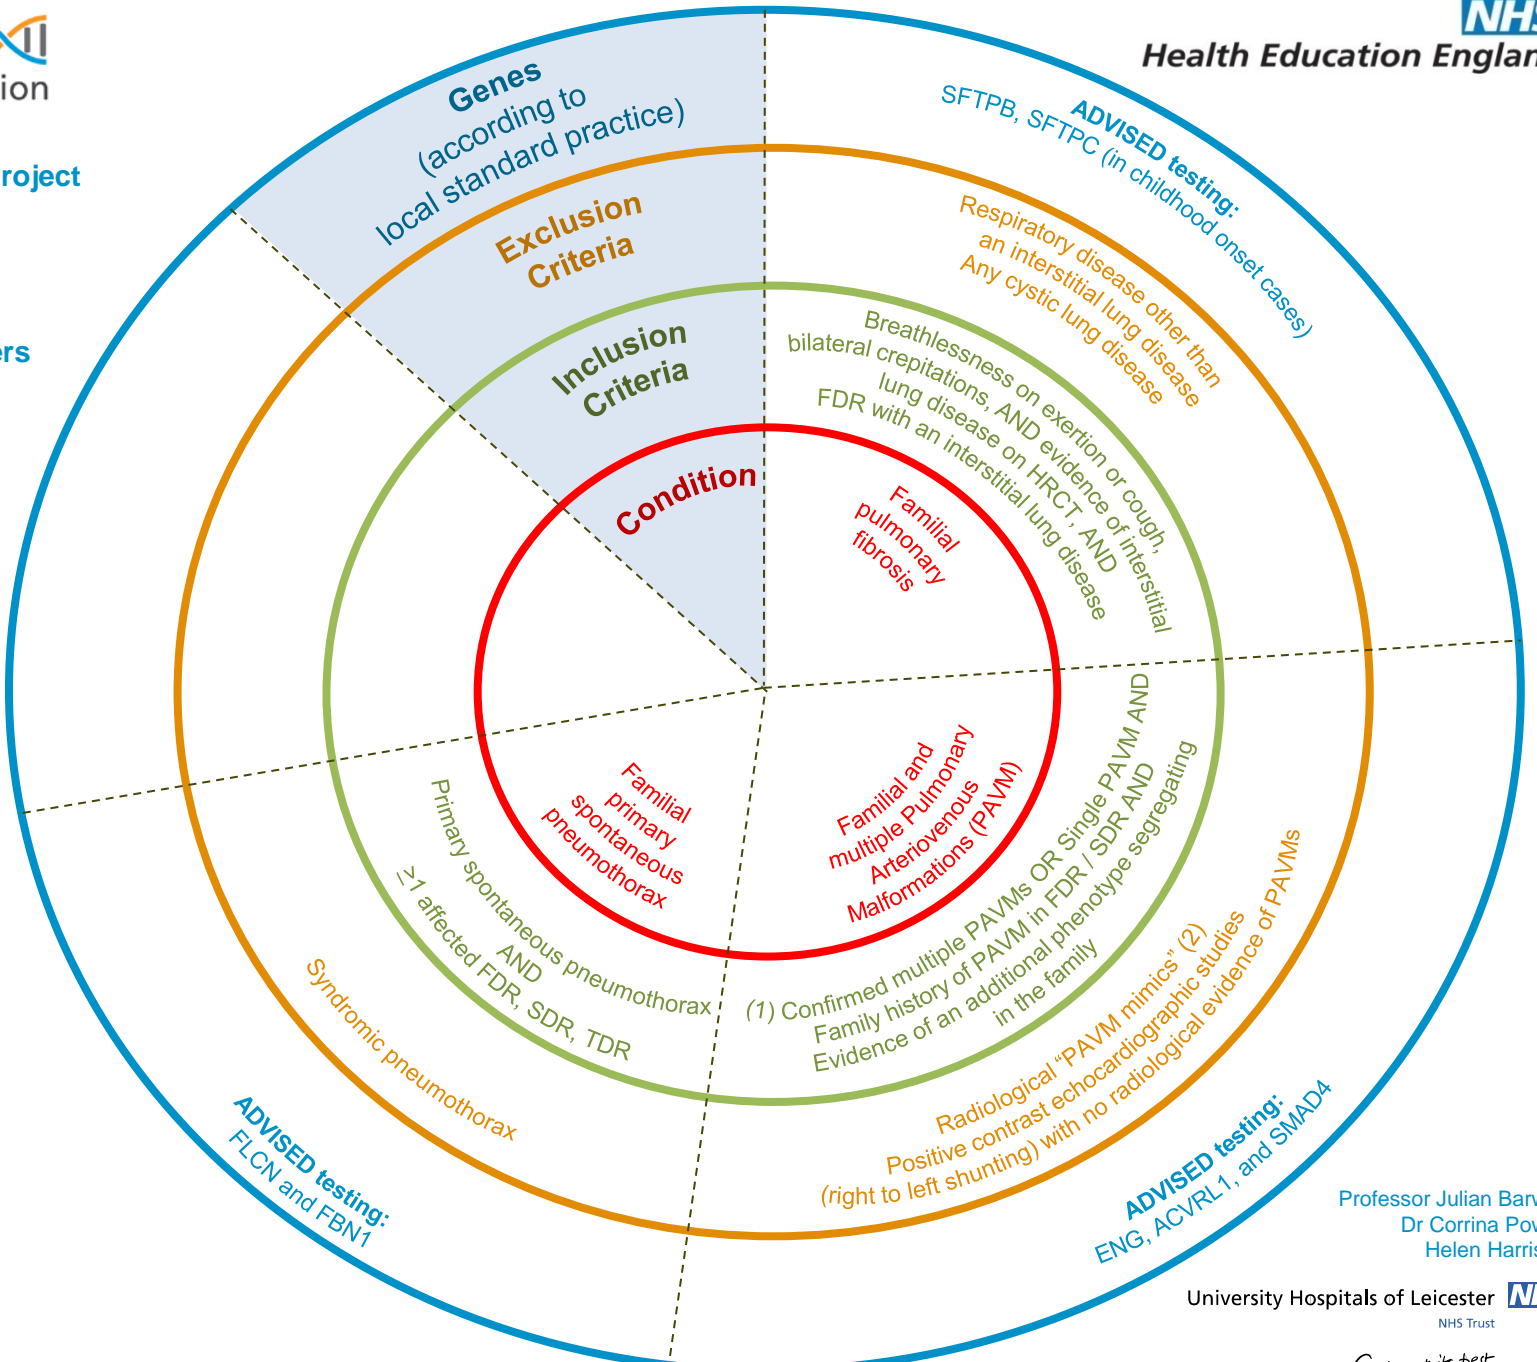 NHS
Health Education
Genes
(according to
local standard practice)
Exclusion
Criteria
Inclusion
Criteria
Condition
ADVISED testing:
SFTPB, SFTPC (in childhood onset cases)
Respiratory disease other than
an interstitial lung disease
Any cystic lung disease
Breathlessness on exertion or cough,
bilateral crepitations, AND evidence of interstitial
lung disease on HRCT, AND
FDR with an interstitial lung disease
Familial
pulmonary
fibrosis
Familial and
multiple Pulmonary
Arteriovenous
Malformations (PAVM)
(1) Confirmed multiple PAVMs OR Single PAVM AND
Family history of PAVM in FDR / SDR AND
Evidence of an additional phenotype segregating
in the family
Radiological “PAVM mimics” (2)
Positive contrast echocardiographic studies
(right to left shunting) with no radiological evidence of PAVMs
ADVISED testing:
ENG, ACVRL1, and SMAD4
Familial
primary
spontaneous
pneumothorax
Primary spontaneous pneumothorax
AND
≥1 affected FDR, SDR, TDR
Syndromic pneumothorax
ADVISED testing:
FLCN and FBN1
Professor Julian
Dr Corrina
Helen
University Hospitals of Leicester
NHS Trust